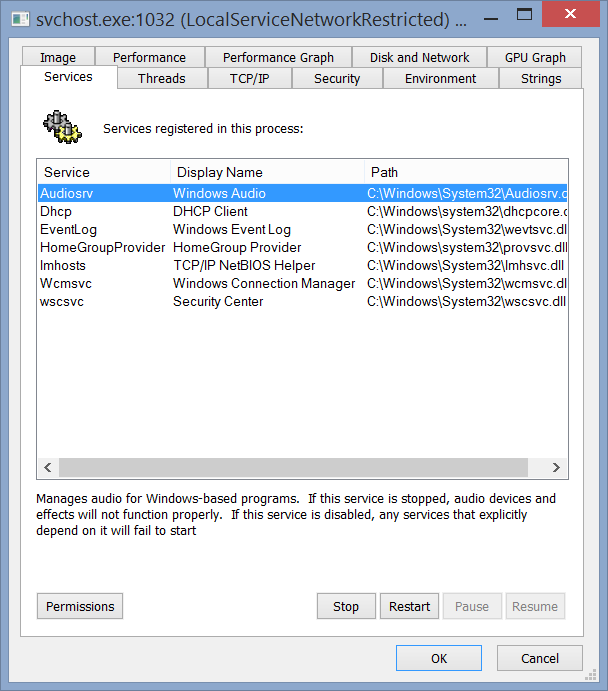 svchost.exe:1032 (LocalServiceNetworkRestricted) ...
Image Performance Performance Graph Disk and Network GPU Graph
Services Threads TCP/IP Security Environment Strings
Services registered in this process:
Service Display Name Path
Audiosrv Windows Audio C:\Windows\System32\Audiosrv.d
Dhcp DHCP Client C:\Windows\system32\dhcpcore.d
EventLog Windows Event Log C:\Windows\System32\wevtsvc.dll
HomeGroupProvider HomeGroup Provider C:\Windows\system32\provsvc.dll
lmhosts TCP/IP NetBIOS Helper C:\Windows\System32\lmhsvc.dll
Wcmsvc Windows Connection Manager C:\Windows\System32\wcmsvc.dl
wscsvc Security Center C:\Windows\System32\wscsvc.dll
Manages audio for Windows-based programs. If this service is stopped, audio devices and
effects will not function properly. If this service is disabled, any services that explicitly
depend on it will fail to start
Permissions Stop Restart Pause Resume
OK Cancel